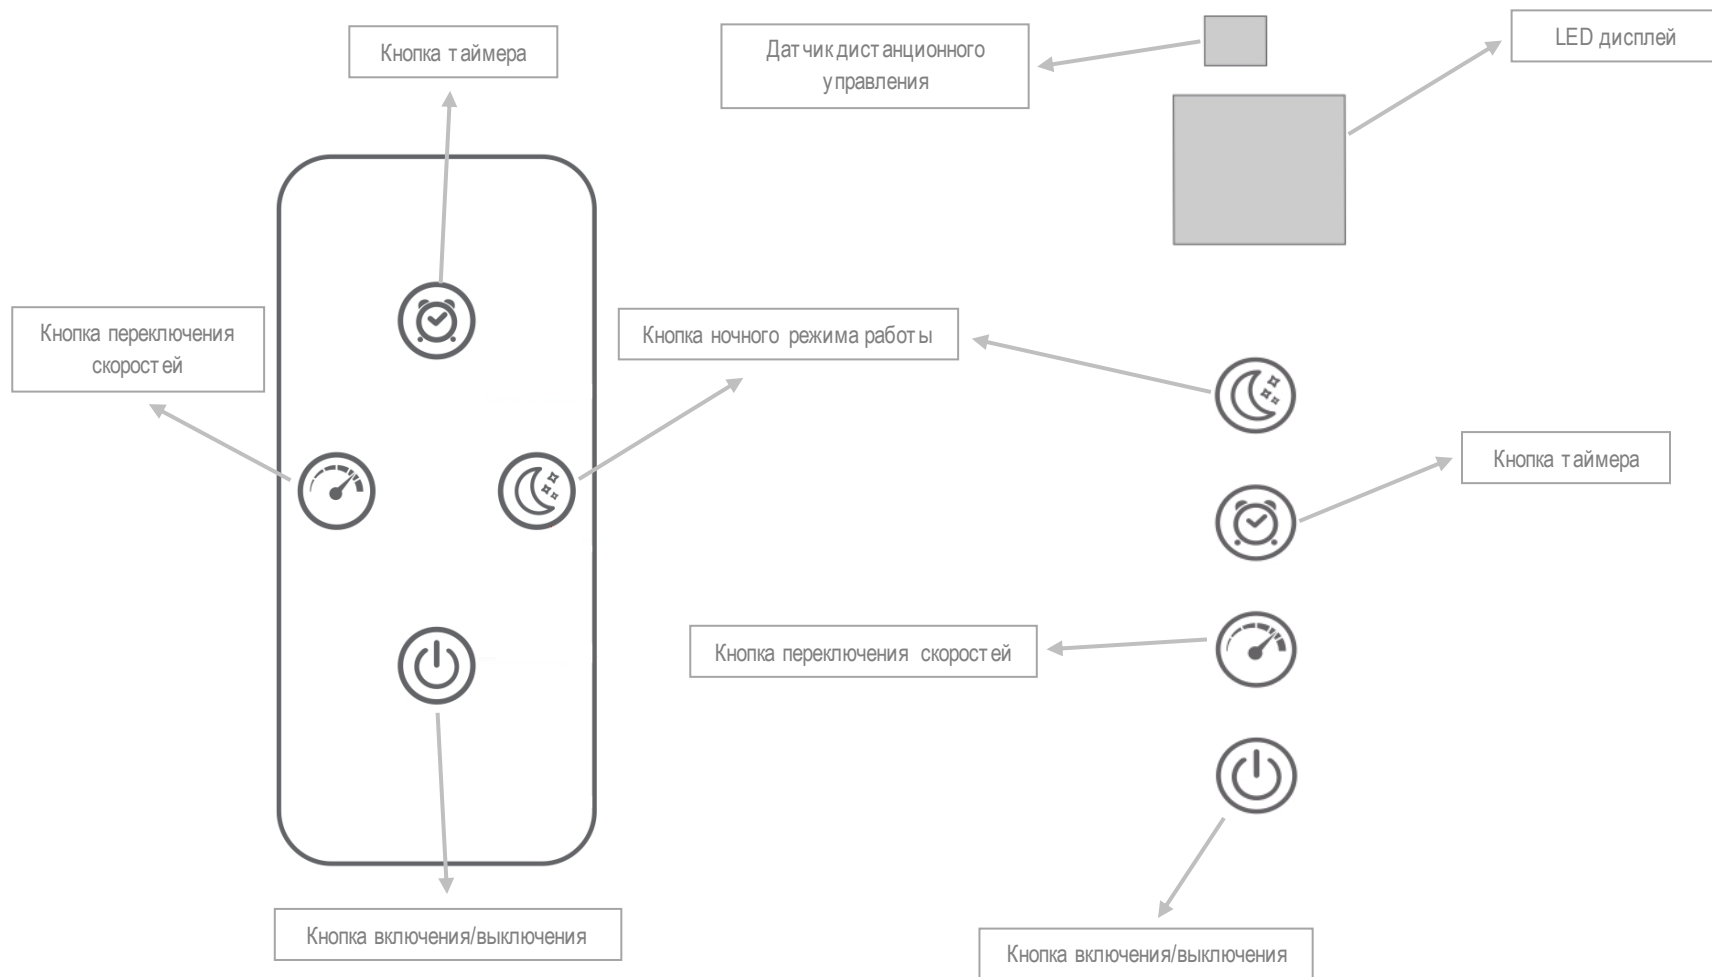 Кнопка таймера
Датчик дистанционного
управления
LED дисплей
Кнопка переключения
скоростей
Кнопка ночного режима работы
Кнопка таймера
Кнопка переключения скоростей
Кнопка включения/выключения
Кнопка включения/выключения